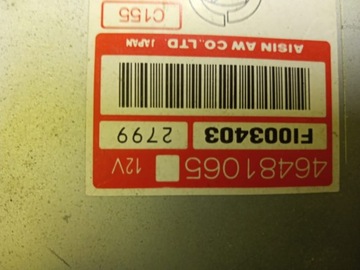 46481065 12V
FI003403 2799
AISIN AW CO.,LTD. JAPAN
C155